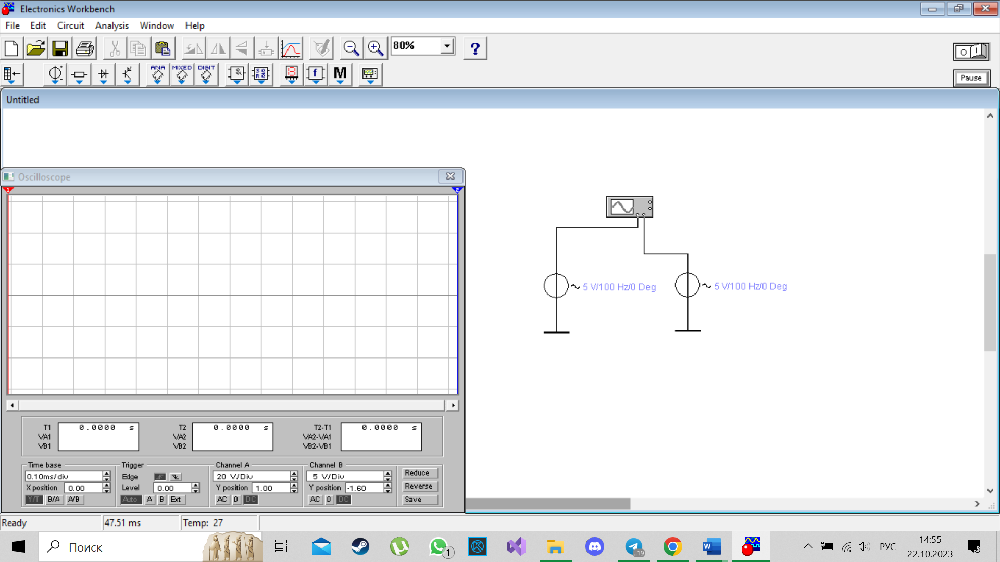 Electronics Workbench
File Edit Circuit Analysis Window Help
80% ?
ANA MIXED DIGIT & f M
Pause
Untitled
Oscilloscope
1 2
5 V/100 Hz/0 Deg
5 V/100 Hz/0 Deg
T1 0.0000 s T2 0.0000 s T2-T1 0.0000 s
VA1 VA2 VA2-VA1
VB1 VB2 VB2-VB1
Time base Trigger Channel A Channel B
0.10ms/div Edge 20 V/Div 5 V/Div Reduce
X position 0.00 Level 0.00 Y position 1.00 Y position -1.60 Reverse
Y/T B/A A/B Auto A B Ext AC 0 DC AC 0 DC Save
Ready 47.51 ms Temp: 27
Поиск
1
..19
W
РУС
14:55
22.10.2023